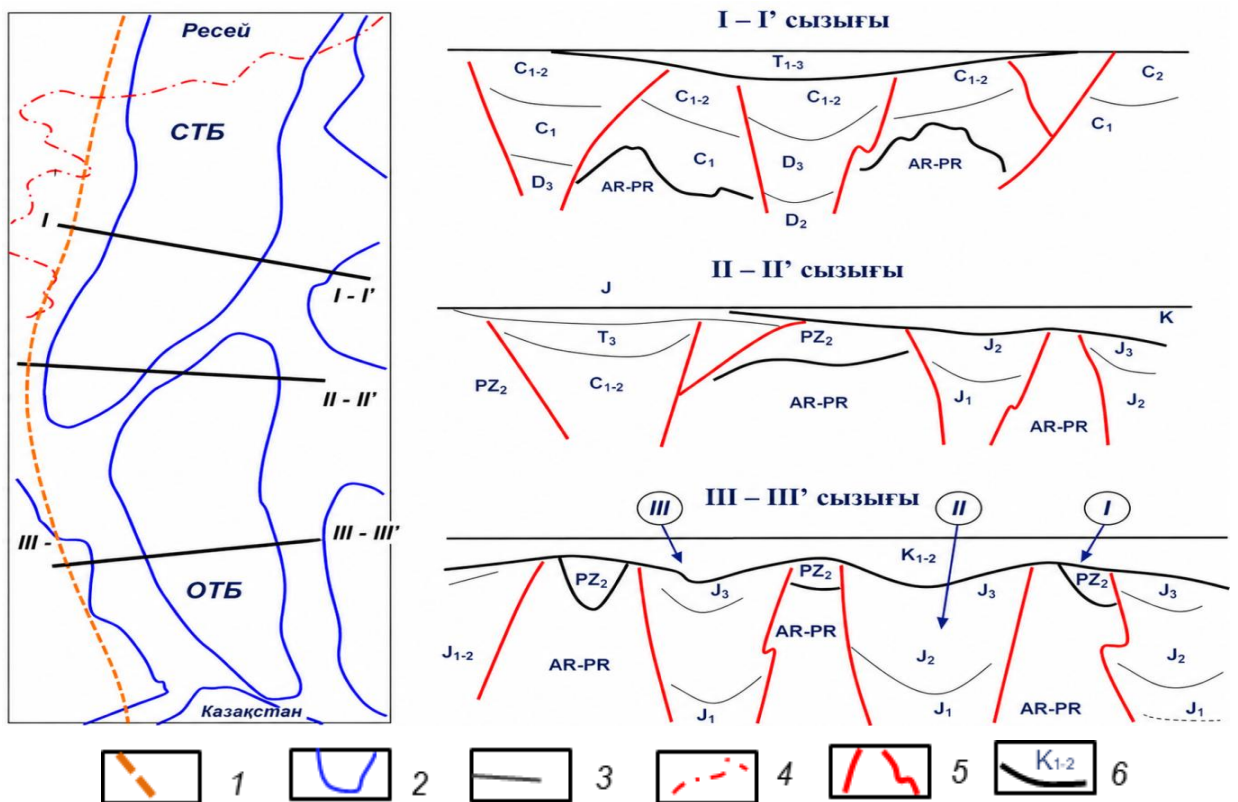 Ресей
СТБ
I
I - I’
II - II’
III -
III - III’
ОТБ
Казақстан
I – I’ сызығы
T1-3
C1-2
C1-2
C1-2
C1-2
C2
C1
C1
C1
D3
D3
D2
AR-PR
AR-PR
II – II’ сызығы
J
K
T3
PZ2
J2
J3
PZ2
C1-2
J1
J2
AR-PR
AR-PR
III – III’ сызығы
III
II
I
K1-2
PZ2
J3
PZ2
J3
PZ2
J3
J1-2
AR-PR
AR-PR
J2
J2
J1
J1
AR-PR
J1
1
2
3
4
5
K1-2
6